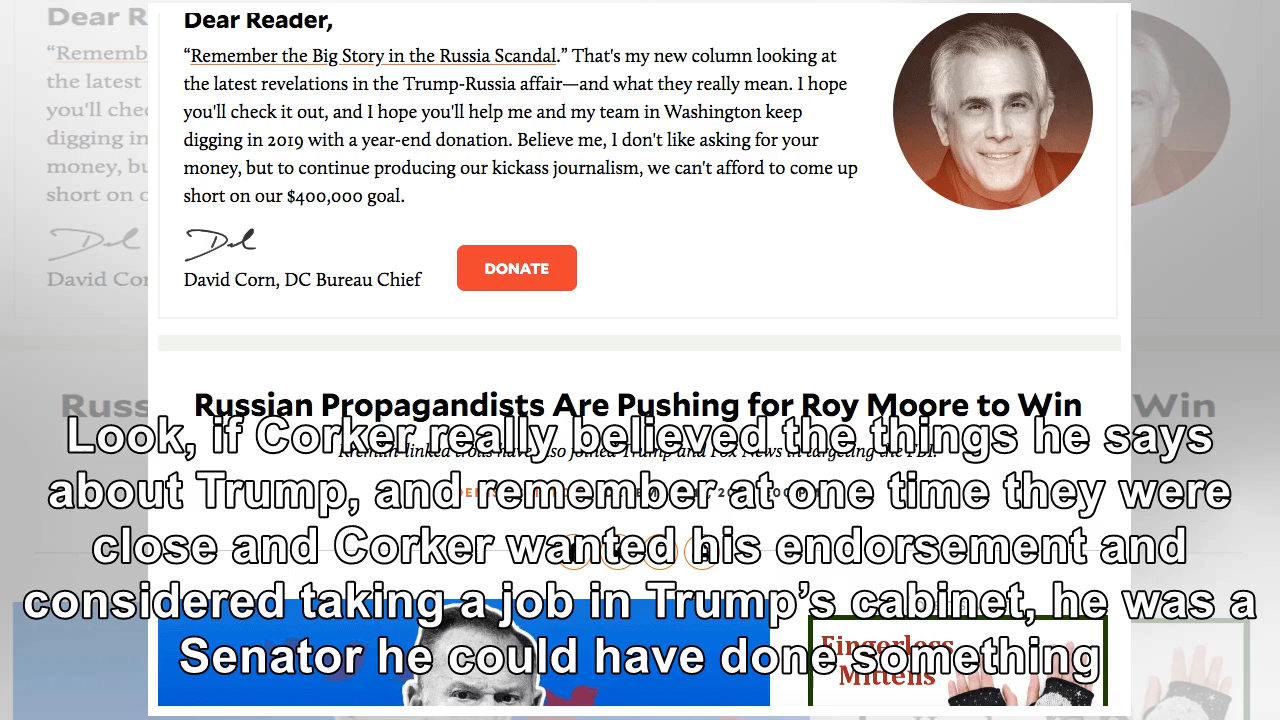 Dear Reader,
“Remember the Big Story in the Russia Scandal.” That's my new column looking at
the latest revelations in the Trump-Russia affair—and what they really mean. I hope
you'll check it out, and I hope you'll help me and my team in Washington keep
digging in 2019 with a year-end donation. Believe me, I don't like asking for your
money, but to continue producing our kickass journalism, we can't afford to come up
short on our $400,000 goal.
David Corn, DC Bureau Chief
DONATE
Russian Propagandists Are Pushing for Roy Moore to Win
Look, if Corker really believed the things he says
about Trump, and remember at one time they were
close and Corker wanted his endorsement and
considered taking a job in Trump’s cabinet, he was a
Senator he could have done something
Fingerless
Mittens